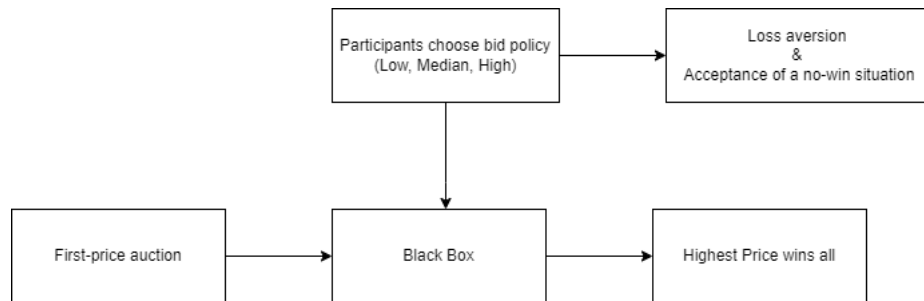 Participants choose bid policy
(Low, Median, High)
Loss aversion
&
Acceptance of a no-win situation
First-price auction
Black Box
Highest Price wins all